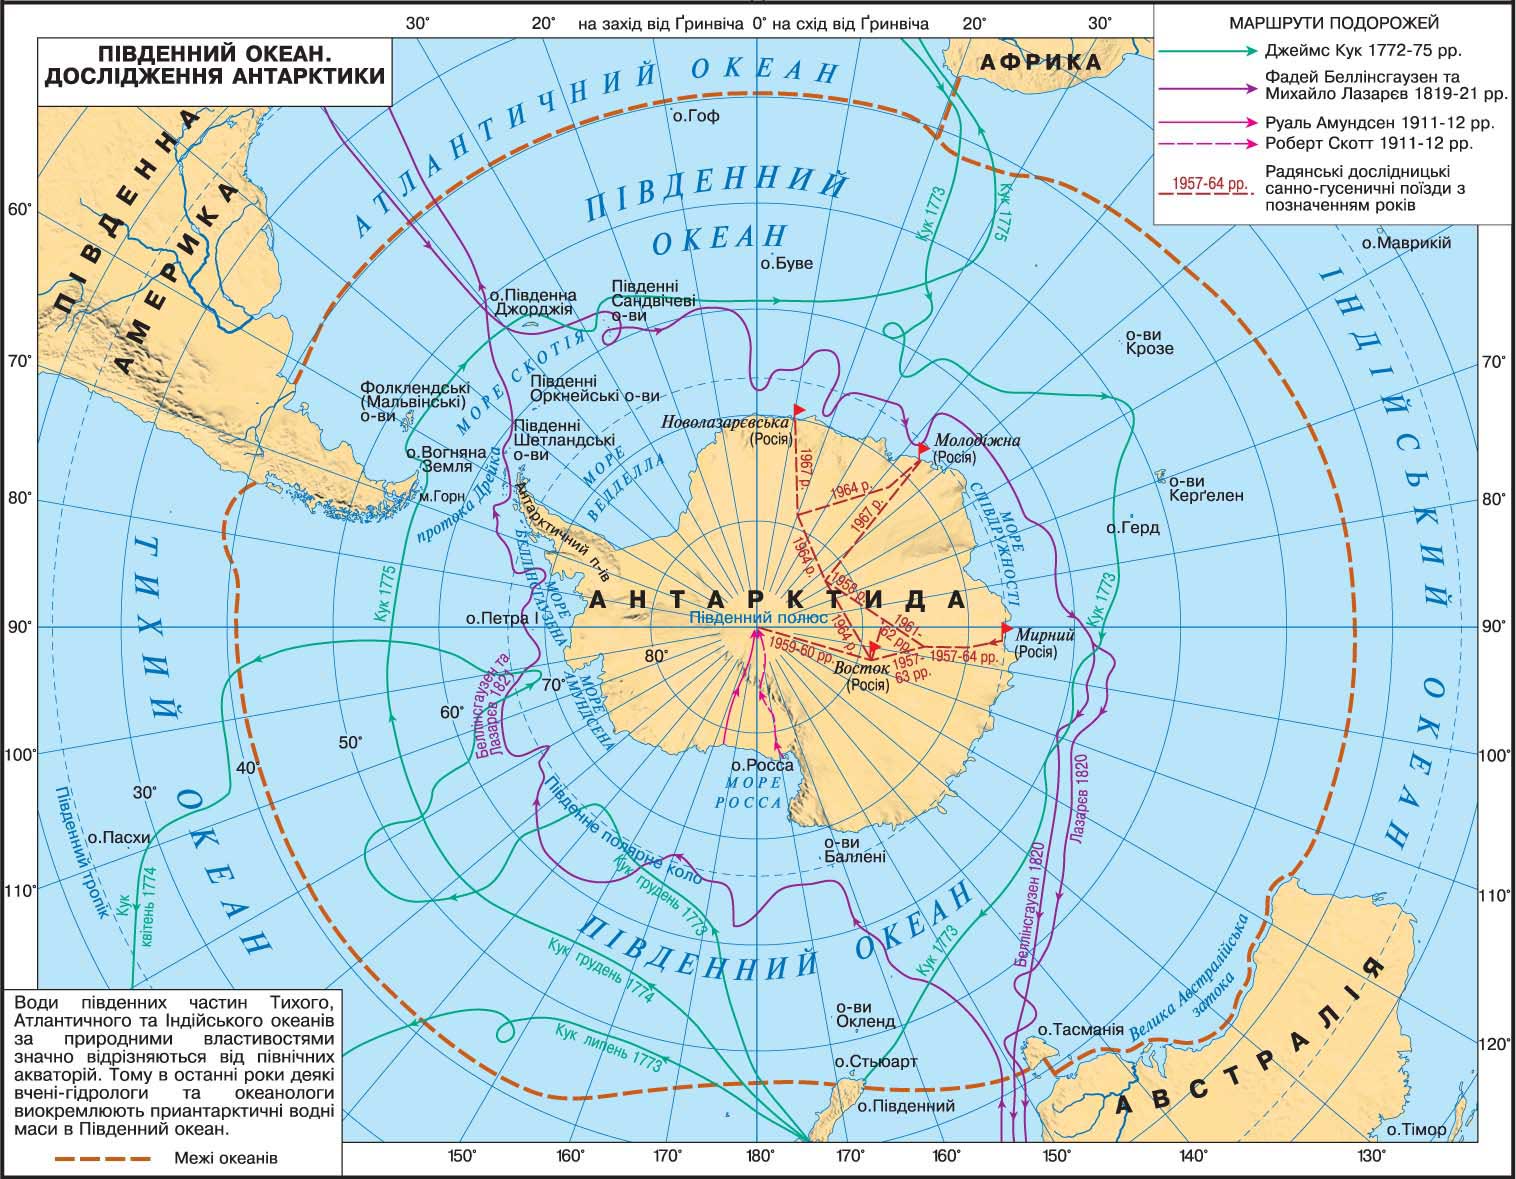 30° 20° на захід від Ґринвіча 0° на схід від Ґринвіча 20° 30°
ПІВДЕННИЙ ОКЕАН.
ДОСЛІДЖЕННЯ АНТАРКТИКИ
МАРШРУТИ ПОДОРОЖЕЙ
Джеймс Кук 1772-75 рр.
Фадей Беллінсгаузен та
Михайло Лазарєв 1819-21 рр.
Руаль Амундсен 1911-12 рр.
Роберт Скотт 1911-12 рр.
1957-64 рр.
Радянські дослідницькі
санно-гусеничні поїзди з
позначенням років
АФРИКА
АТЛАНТИЧНИЙ ОКЕАН
о.Гоф
ПІВДЕННИЙ
ОКЕАН
о.Буве
Кук 1773
Кук 1775
о.Маврикій
ПІВДЕННА
АМЕРИКА
ІНДІЙСЬКИЙ ОКЕАН
60°
70°
80°
90°
100°
110°
70°
80°
90°
100°
110°
120°
о.Південна
Джорджія
Південні
Сандвічеві
о-ви
МОРЕ СКОТІЯ
о-ви
Крозе
Фолклендські
(Мальвінські)
о-ви
Південні
Оркнейські о-ви
Південні
Шетландські
о-ви
МОРЕ
ВЕДДЕЛЛА
Новолазарєвська
(Росія)
Молодіжна
(Росія)
о.Вогняна
Земля
м.Горн
протока Дрейка
Антарктичний п-ів
о-ви
Керґелен
о.Герд
МОРЕ
СПІВДРУЖНОСТІ
1967 р.
1964 р.
1967 р.
1964 р.
1958 р.
1964 р.
1961-
62 рр.
1959-60 рр.
1957-
63 рр.
1957-64 рр.
АНТАРКТИДА
Південний полюс
Восток
(Росія)
Мирний
(Росія)
ТИХИЙ
ОКЕАН
Кук 1775
Кук 1773
МОРЕ
БЕЛЛІНСГАУЗЕНА
о.Петра І
80°
70°
60°
50°
40°
30°
МОРЕ
АМУНДСЕНА
Беллінсгаузен та
Лазарєв 1821
о.Росса
МОРЕ
РОССА
Лазарєв 1820
Беллінсгаузен 1820
Південний тропік
о.Пасхи
Кук
квітень 1774
Південне полярне коло
Кук грудень 1773
о-ви
Баллені
ПІВДЕННИЙ ОКЕАН
Кук грудень 1774
Кук 1773
Кук липень 1773
о-ви
Окленд
о.Стьюарт
о.Південний
о.Тасманія
Велика Австралійська
затока
АВСТРАЛІЯ
о.Тімор
Води південних частин Тихого,
Атлантичного та Індійського океанів
за природними властивостями
значно відрізняються від північних
акваторій. Тому в останні роки деякі
вчені-гідрологи та океанологи
виокремлюють приантарктичні водні
маси в Південний океан.
Межі океанів
150° 160° 170° 180° 170° 160° 150° 140° 130°